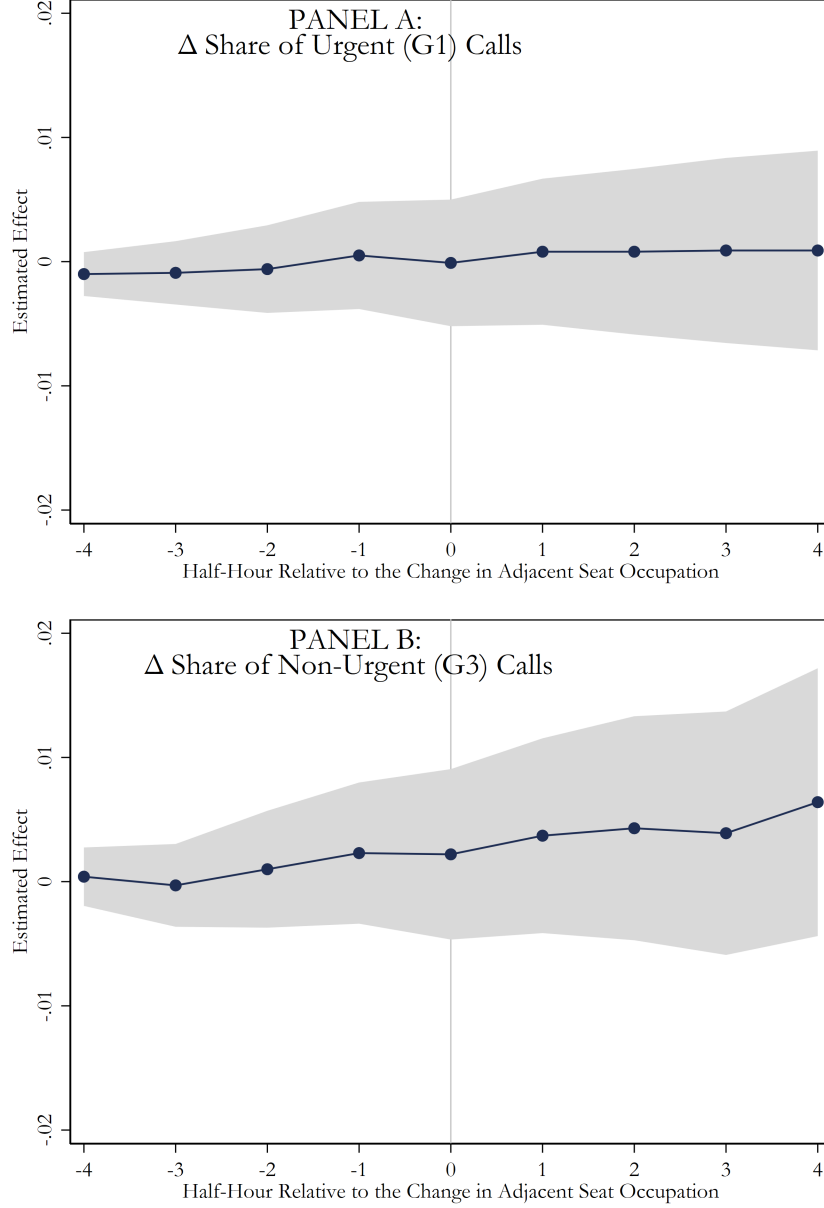 PANEL A:
Δ Share of Urgent (G1) Calls
Estimated Effect
.02
.01
0
-.01
-.02
-4 -3 -2 -1 0 1 2 3 4
Half-Hour Relative to the Change in Adjacent Seat Occupation
PANEL B:
Δ Share of Non-Urgent (G3) Calls
Estimated Effect
.02
.01
0
-.01
-.02
-4 -3 -2 -1 0 1 2 3 4
Half-Hour Relative to the Change in Adjacent Seat Occupation